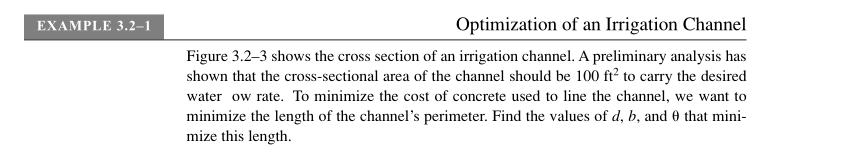 EXAMPLE 3.2–1
Optimization of an Irrigation Channel
Figure 3.2–3 shows the cross section of an irrigation channel. A preliminary analysis has
shown that the cross-sectional area of the channel should be 100 ft² to carry the desired
water ow rate. To minimize the cost of concrete used to line the channel, we want to
minimize the length of the channel's perimeter. Find the values of d, b, and θ that mini-
mize this length.